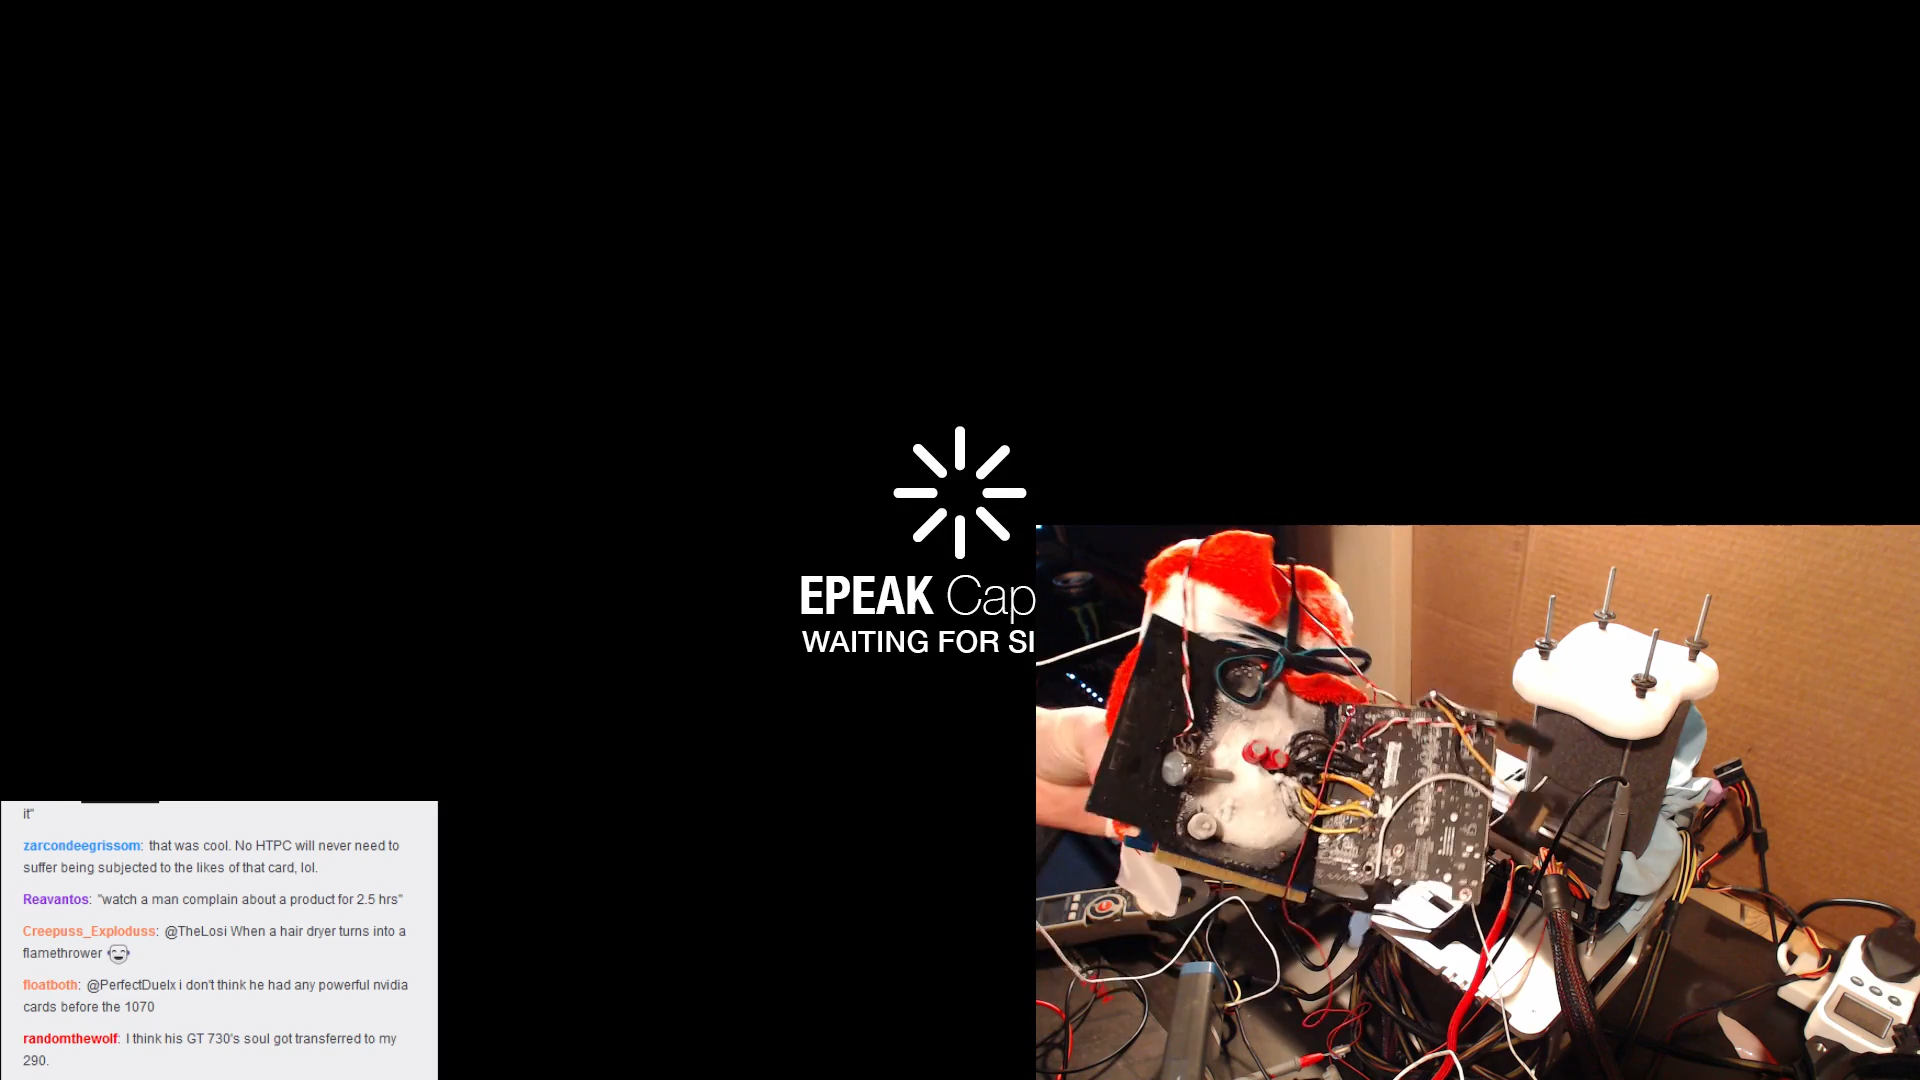 EPEAK Cap
WAITING FOR SI
it"
zarcondeegrissom: that was cool. No HTPC will never need to
suffer being subjected to the likes of that card, lol.
Reavantos: "watch a man complain about a product for 2.5 hrs"
Creepuss_Exploduss: @TheLosi When a hair dryer turns into a
flamethrower
floatboth: @PerfectDuelx i don't think he had any powerful nvidia
cards before the 1070
randomthewolf: I think his GT 730's soul got transferred to my
290.